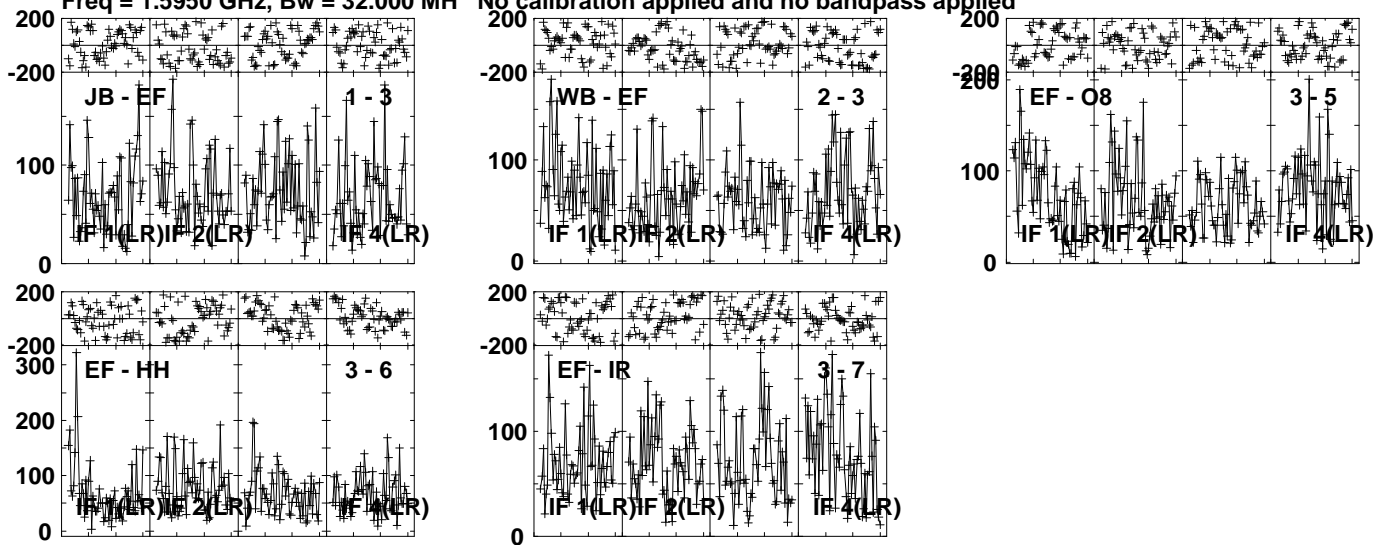 Freq = 1.5950 GHz, Bw = 32.000 MH No calibration applied and no bandpass applied
200
-200
JB - EF 1 - 3
100
IF 1(LR) IF 2(LR) IF 4(LR)
0
200
-200
WB - EF 2 - 3
100
IF 1(LR) IF 2(LR) IF 4(LR)
0
200
-200
200
EF - O8 3 - 5
100
IF 1(LR) IF 2(LR) IF 4(LR)
0
200
-200
300
EF - HH 3 - 6
200
100
IF 1(LR) IF 2(LR) IF 4(LR)
0
200
-200
EF - IR 3 - 7
100
IF 1(LR) IF 2(LR) IF 4(LR)
0